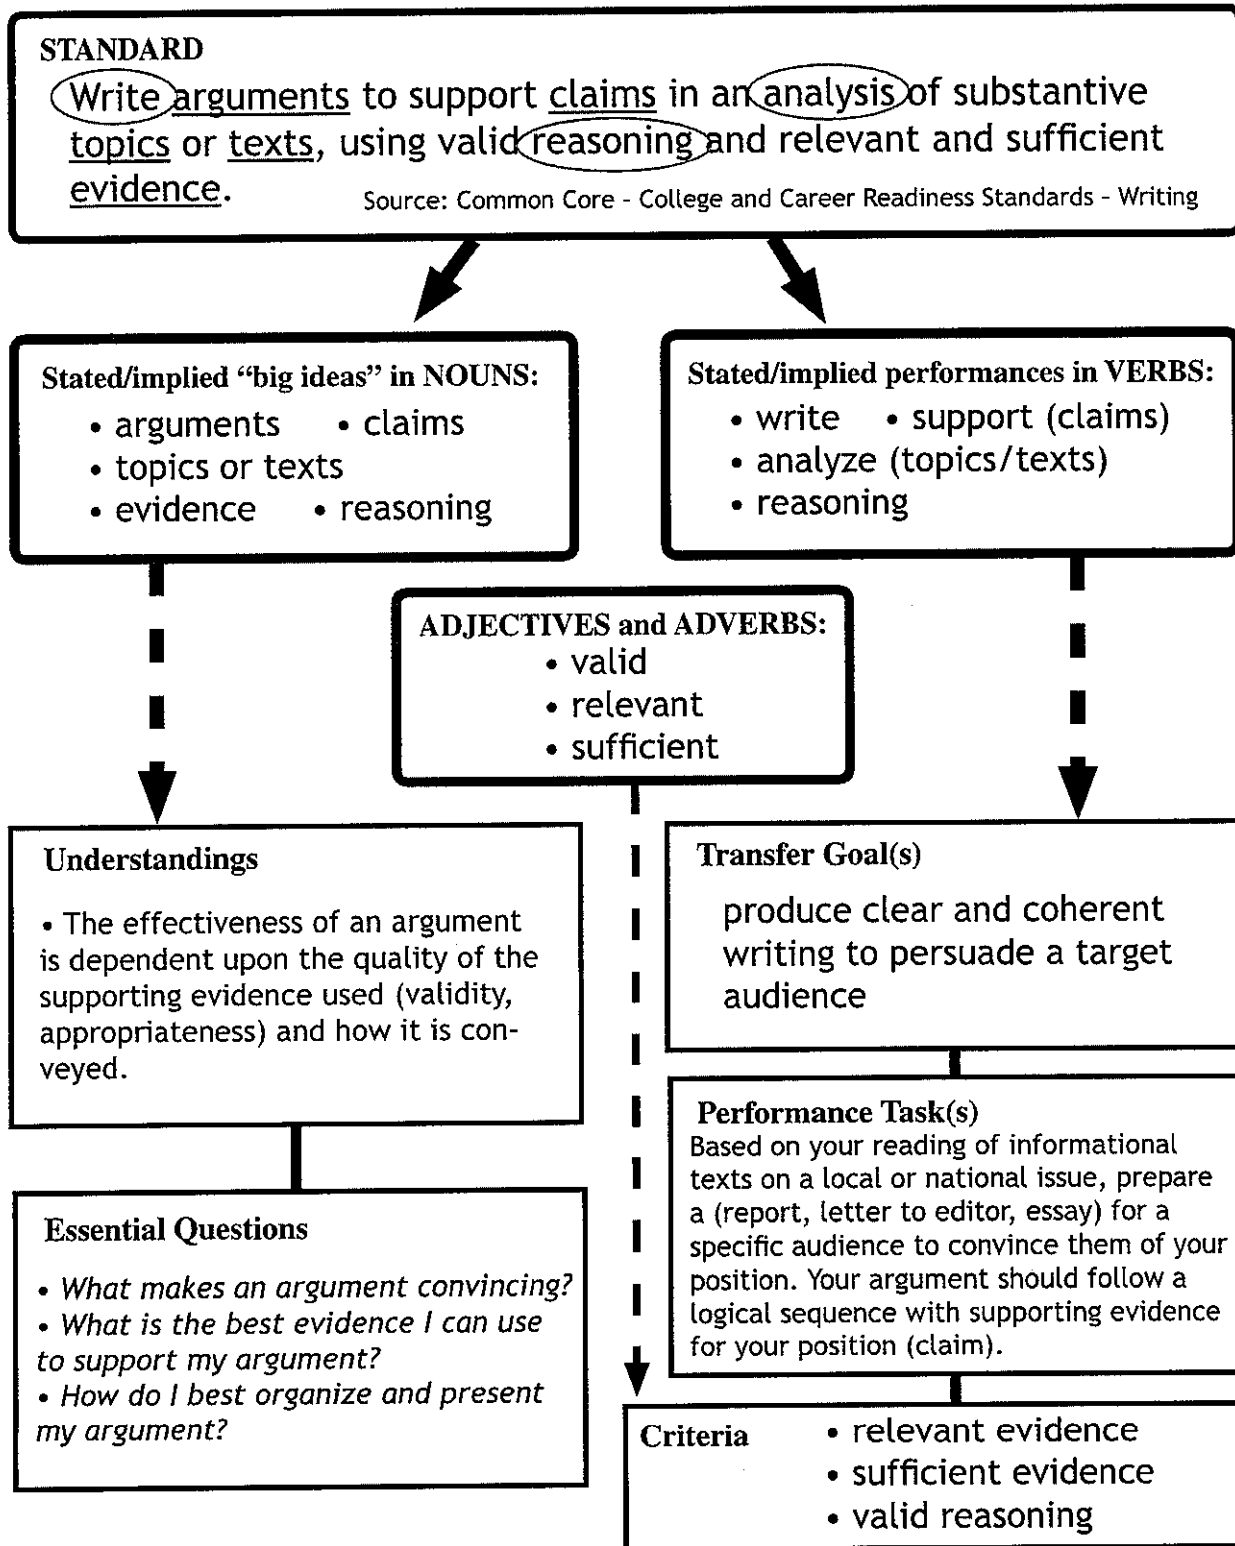 STANDARD
Write arguments to support claims in an analysis of substantive
topics or texts, using valid reasoning and relevant and sufficient
evidence.
Source: Common Core - College and Career Readiness Standards - Writing
Stated/implied “big ideas” in NOUNS:
• arguments • claims
• topics or texts
• evidence • reasoning
Stated/implied performances in VERBS:
• write • support (claims)
• analyze (topics/texts)
• reasoning
ADJECTIVES and ADVERBS:
• valid
• relevant
• sufficient
Understandings
• The effectiveness of an argument
is dependent upon the quality of the
supporting evidence used (validity,
appropriateness) and how it is con-
veyed.
Essential Questions
• What makes an argument convincing?
• What is the best evidence I can use
to support my argument?
• How do I best organize and present
my argument?
Transfer Goal(s)
produce clear and coherent
writing to persuade a target
audience
Performance Task(s)
Based on your reading of informational
texts on a local or national issue, prepare
a (report, letter to editor, essay) for a
specific audience to convince them of your
position. Your argument should follow a
logical sequence with supporting evidence
for your position (claim).
Criteria
• relevant evidence
• sufficient evidence
• valid reasoning